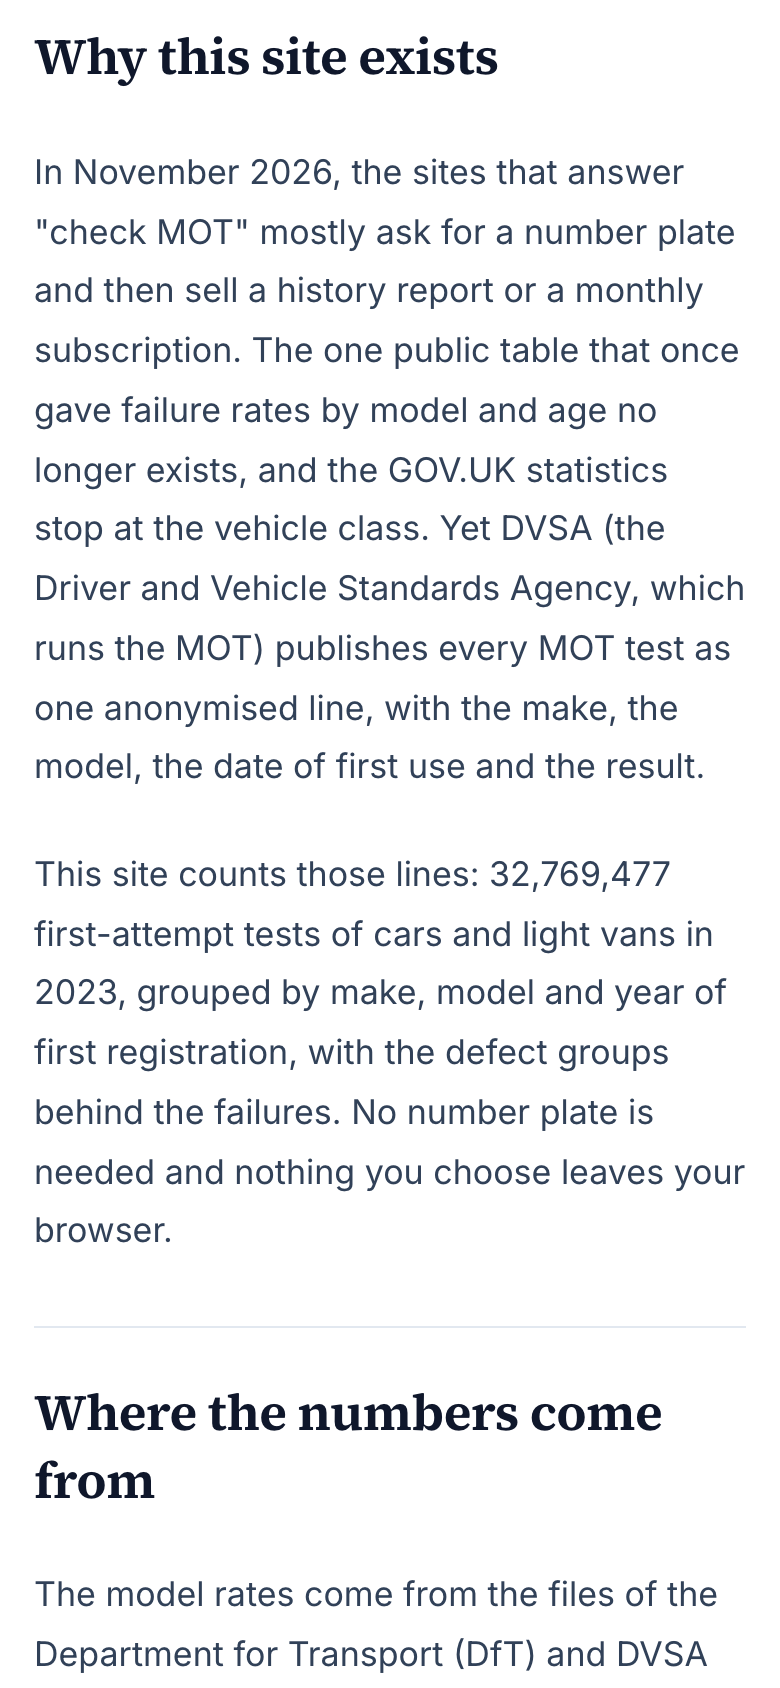 Why this site exists
In November 2026, the sites that answer
"check MOT" mostly ask for a number plate
and then sell a history report or a monthly
subscription. The one public table that once
gave failure rates by model and age no
longer exists, and the GOV.UK statistics
stop at the vehicle class. Yet DVSA (the
Driver and Vehicle Standards Agency, which
runs the MOT) publishes every MOT test as
one anonymised line, with the make, the
model, the date of first use and the result.
This site counts those lines: 32,769,477
first-attempt tests of cars and light vans in
2023, grouped by make, model and year of
first registration, with the defect groups
behind the failures. No number plate is
needed and nothing you choose leaves your
browser.
Where the numbers come
from
The model rates come from the files of the
Department for Transport (DfT) and DVSA